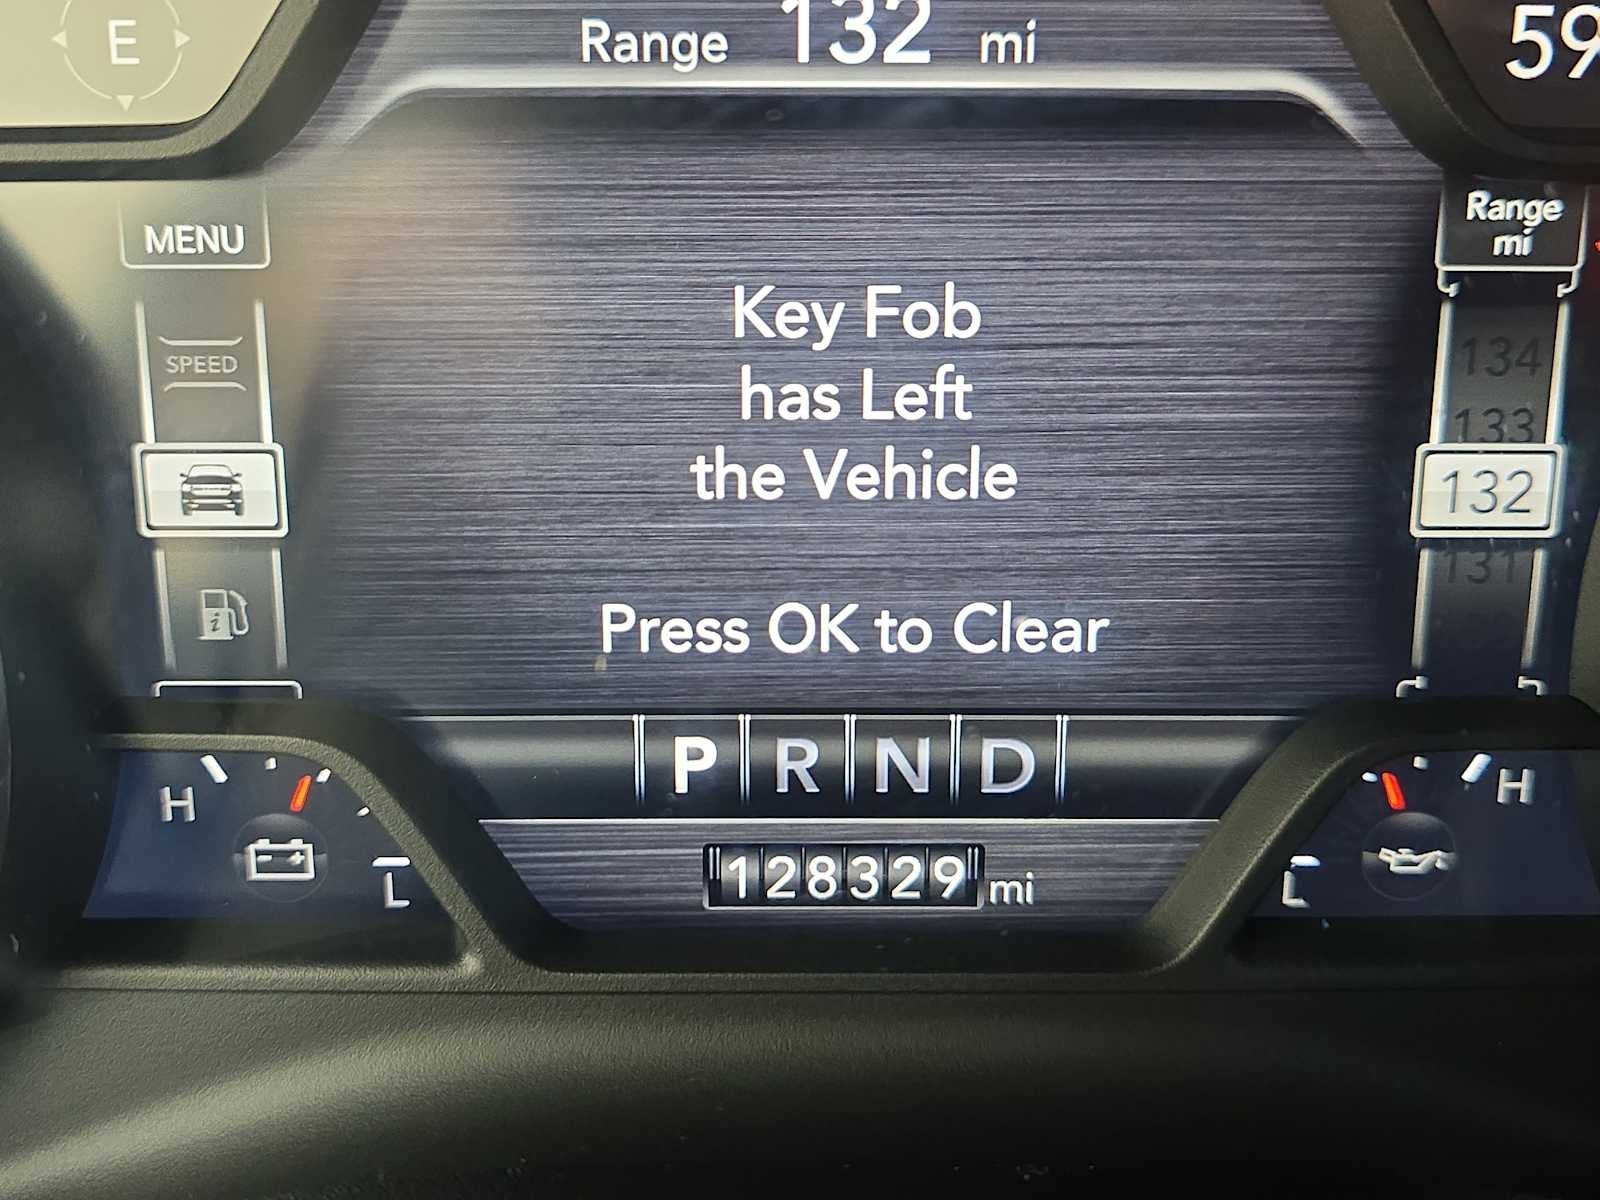 E
Range 132 mi
59
MENU
Range
mi
SPEED
Key Fob
has Left
the Vehicle
Press OK to Clear
134
133
132
131
i
P R N D
H
L
128329 mi
H
L